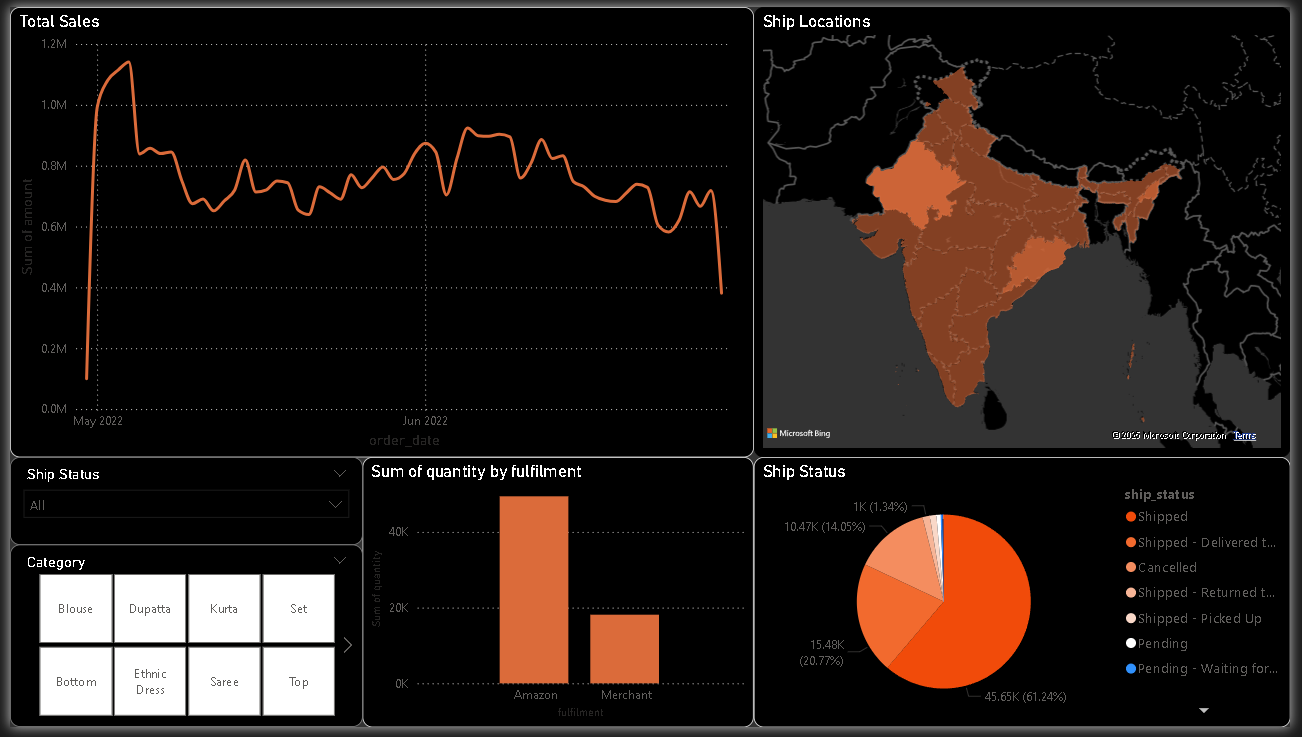 Total Sales
1.2M
1.0M
0.8M
0.6M
0.4M
0.2M
0.0M
Sum of amount
May 2022
Jun 2022
order_date
Ship Locations
Microsoft Bing
© 2025 Microsoft Corporation Terms
Ship Status
All
Category
Blouse
Dupatta
Kurta
Set
Bottom
Ethnic
Dress
Saree
Top
Sum of quantity by fulfilment
40K
20K
0K
Sum of quantity
Amazon
Merchant
fulfilment
Ship Status
1K (1.34%)
10.47K (14.05%)
15.48K
(20.77%)
45.65K (61.24%)
ship_status
Shipped
Shipped - Delivered t...
Cancelled
Shipped - Returned t...
Shipped - Picked Up
Pending
Pending - Waiting for...